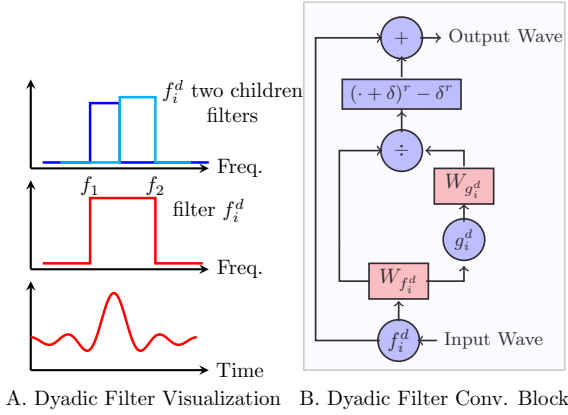 f_i^d two children
filters
Freq.
f_1 f_2
filter f_i^d
Freq.
Time
A. Dyadic Filter Visualization
+ Output Wave
(· + δ)^r − δ^r
÷
W_{g_i^d}
g_i^d
W_{f_i^d}
f_i^d Input Wave
B. Dyadic Filter Conv. Block